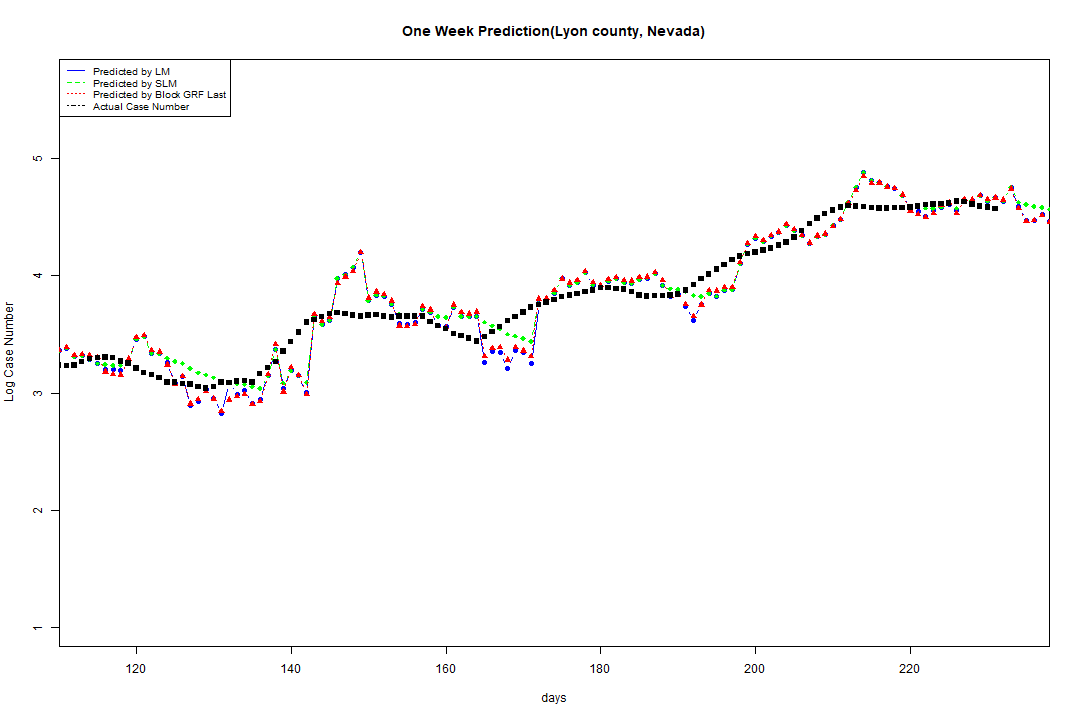 One Week Prediction(Lyon county, Nevada)
Predicted by LM
Predicted by SLM
Predicted by Block GRF Last
Actual Case Number
5
4
3
2
1
Log Case Number
120 140 160 180 200 220
days